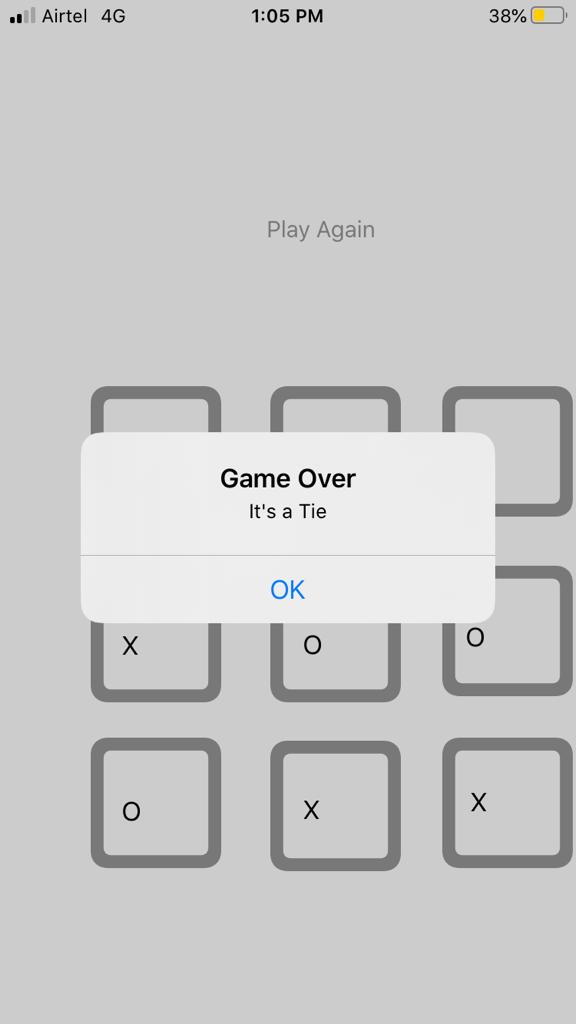 Airtel 4G 1:05 PM 38%
Play Again
Game Over
It's a Tie
OK
X O O
O X X